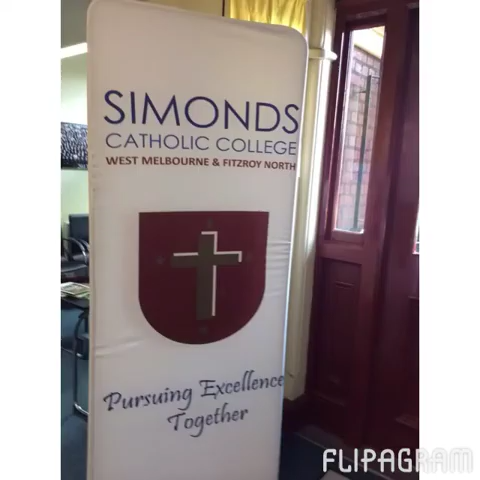 SIMONDS
CATHOLIC COLLEGE
WEST MELBOURNE & FITZROY NORTH
Pursuing Excellence
Together
FLIPAGRAM